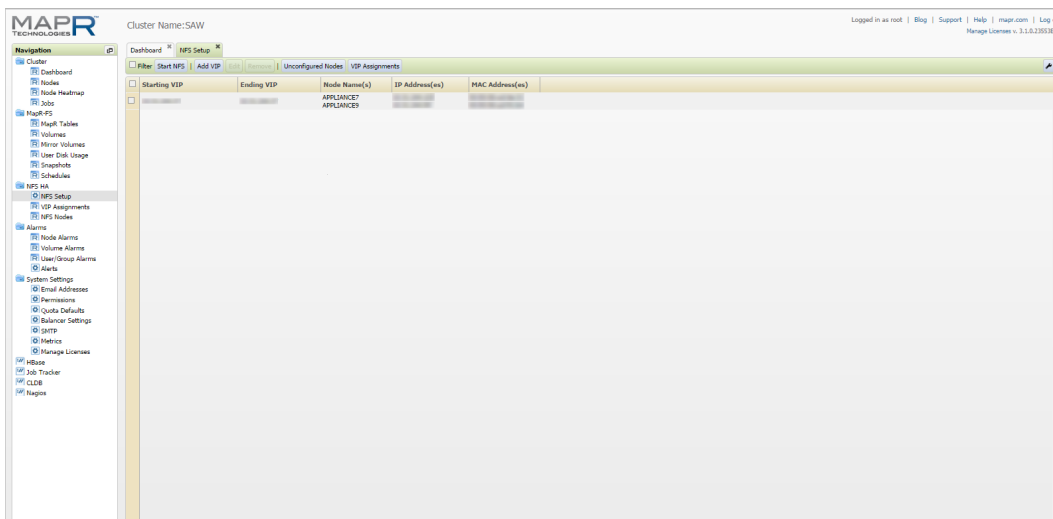 MAPR
TECHNOLOGIES
Cluster Name:SAW
Logged in as root | Blog | Support | Help | mapr.com | Log
Manage Licenses v. 3.1.0.23553
Navigation
Cluster
Dashboard
Nodes
Node Heatmap
Jobs
MapR-FS
MapR Tables
Volumes
Mirror Volumes
User Disk Usage
Snapshots
Schedules
NFS HA
NFS Setup
VIP Assignments
NFS Nodes
Alarms
Node Alarms
Volume Alarms
User/Group Alarms
Alerts
System Settings
Email Addresses
Permissions
Quota Defaults
Balancer Settings
SMTP
Metrics
Manage Licenses
HBase
Job Tracker
CLDB
Nagios
Dashboard NFS Setup
Filter Start NFS | Add VIP Edit Remove | Unconfigured Nodes VIP Assignments
Starting VIP Ending VIP Node Name(s) IP Address(es) MAC Address(es)
APPLIANCE7
APPLIANCE9